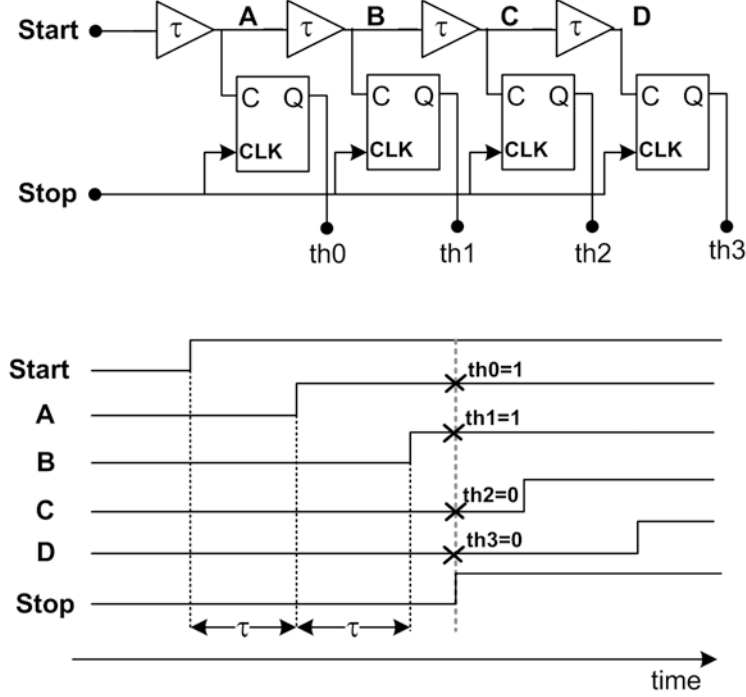 Start
τ A τ B τ C τ D
C Q C Q C Q C Q
CLK CLK CLK CLK
Stop
th0 th1 th2 th3
Start
th0=1
A
th1=1
B
th2=0
C
th3=0
D
Stop
τ τ
time